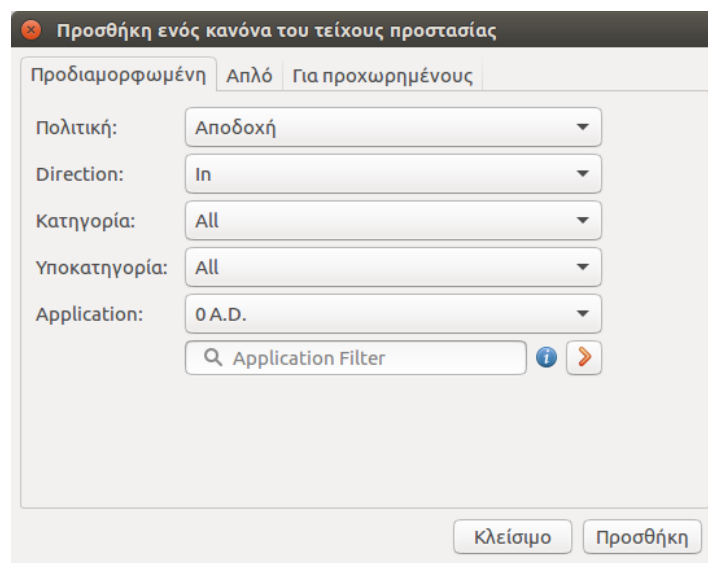 Προσθήκη ενός κανόνα του τείχους προστασίας
Προδιαμορφωμένη Απλό Για προχωρημένους
Πολιτική: Αποδοχή
Direction: In
Κατηγορία: All
Υποκατηγορία: All
Application: 0 A.D.
Application Filter
Κλείσιμο Προσθήκη